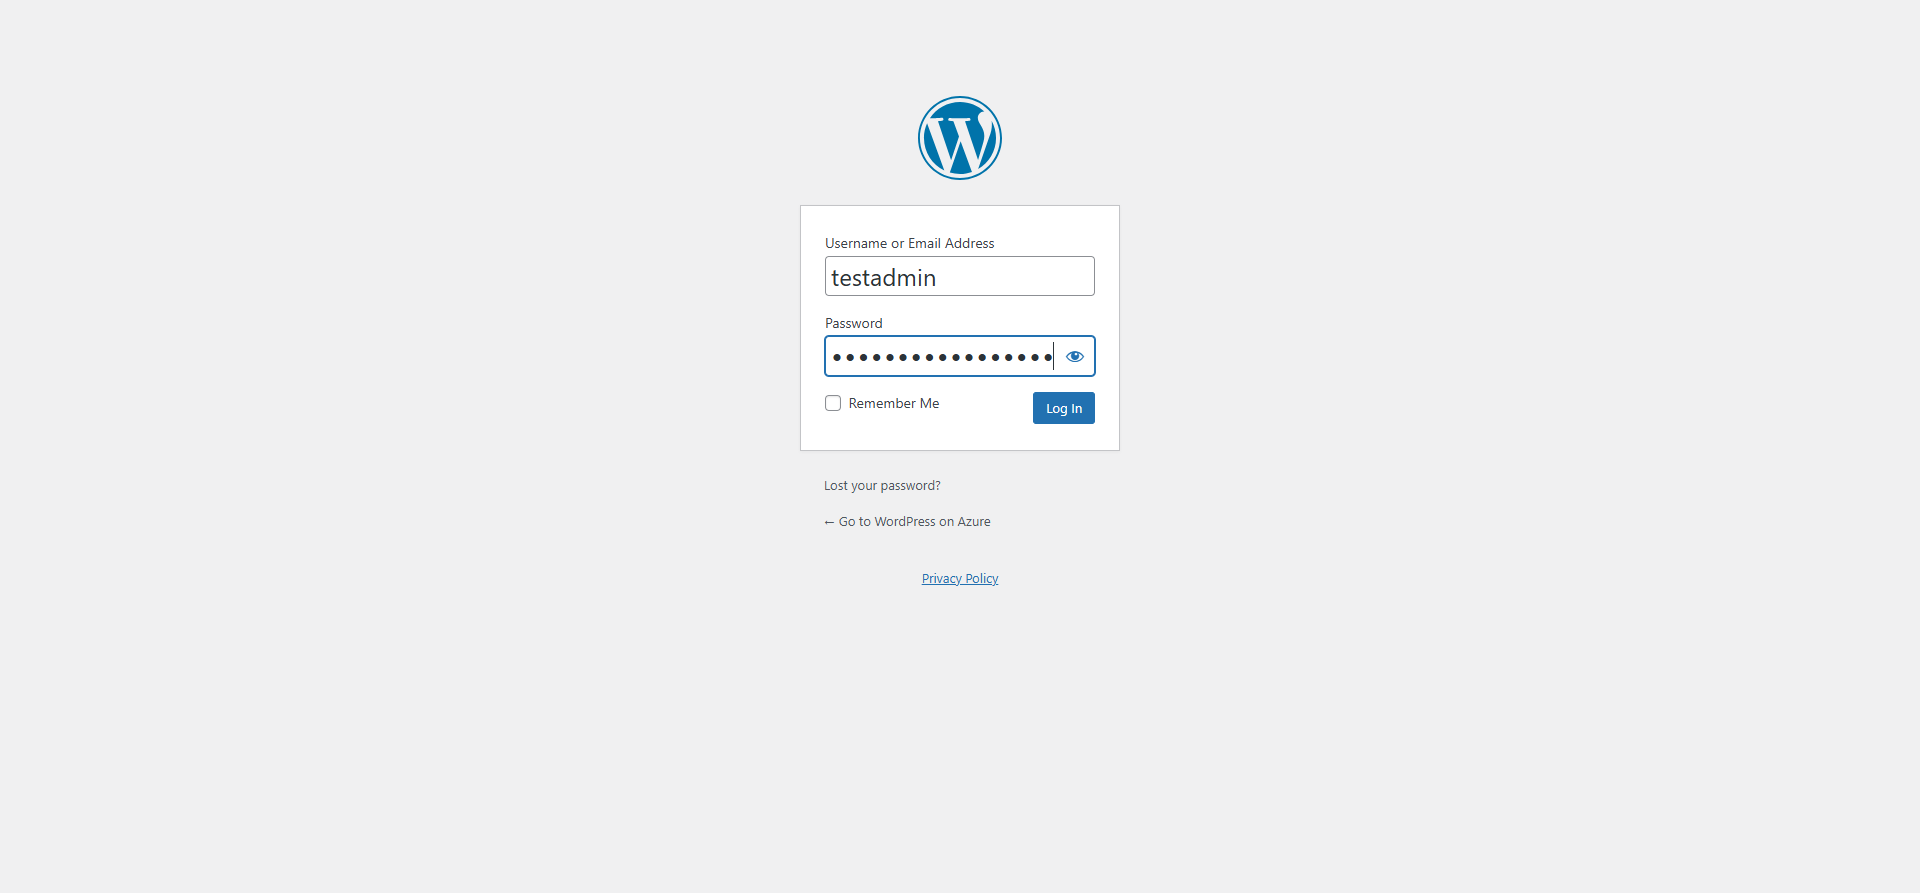 Username or Email Address
testadmin
Password
•••••••••••••••••
Remember Me
Log In
Lost your password?
← Go to WordPress on Azure
Privacy Policy